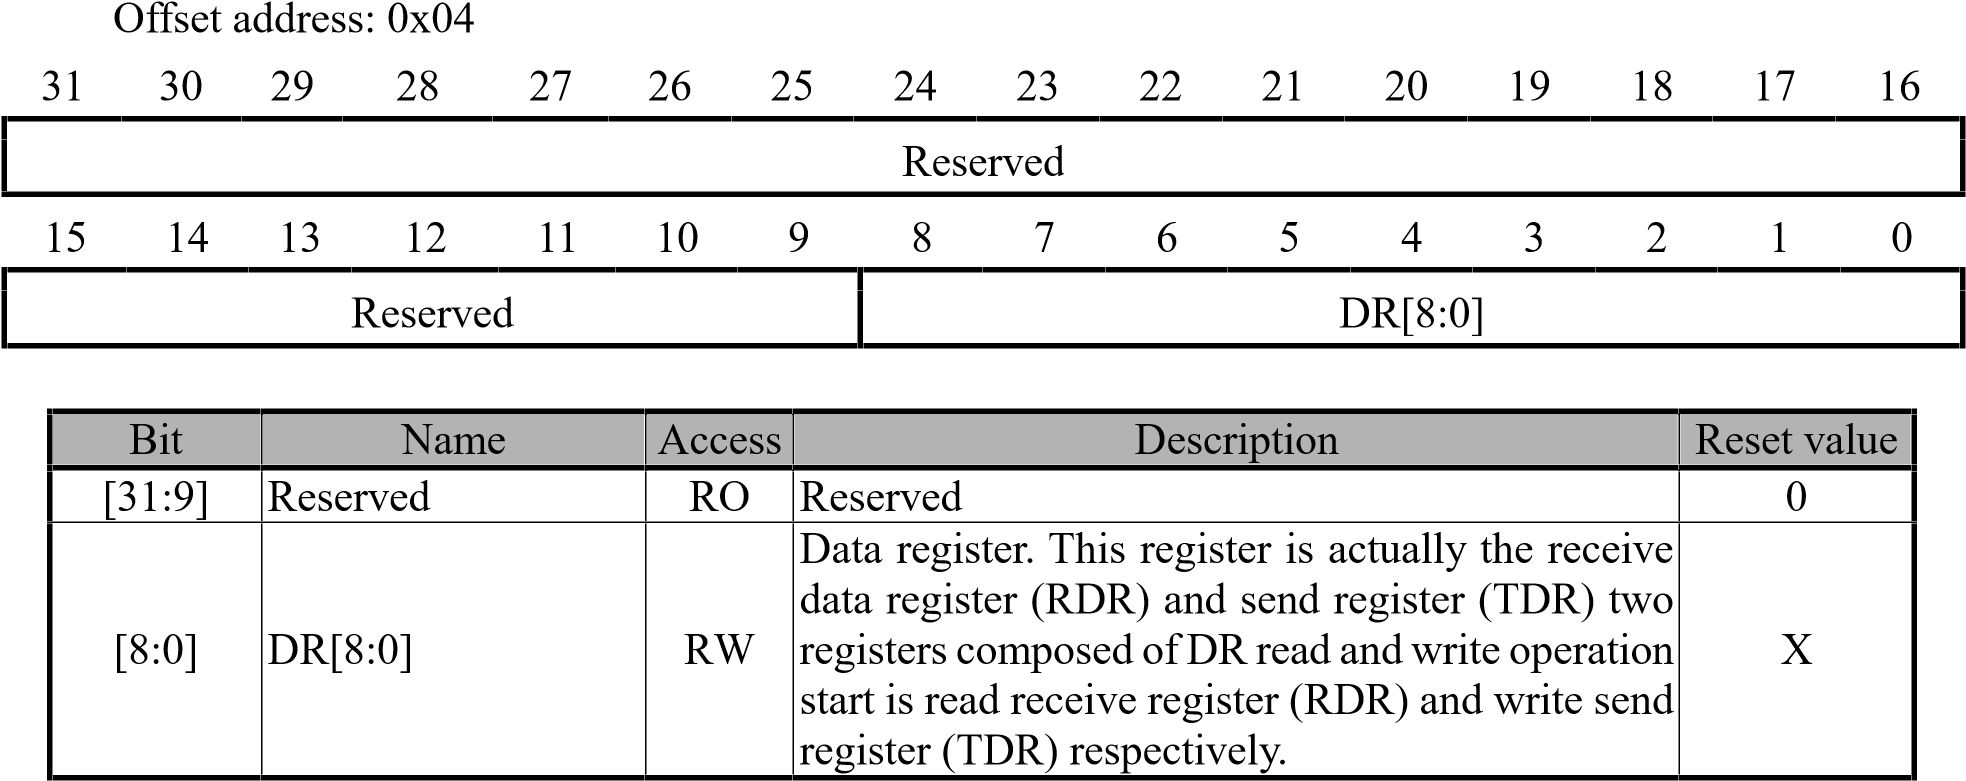 Offset address: 0x04
31 30 29 28 27 26 25 24 23 22 21 20 19 18 17 16
Reserved
15 14 13 12 11 10 9 8 7 6 5 4 3 2 1 0
Reserved DR[8:0]
Bit Name Access Description Reset value
[31:9] Reserved RO Reserved 0
[8:0] DR[8:0] RW Data register. This register is actually the receive
data register (RDR) and send register (TDR) two
registers composed of DR read and write operation
start is read receive register (RDR) and write send
register (TDR) respectively.
X